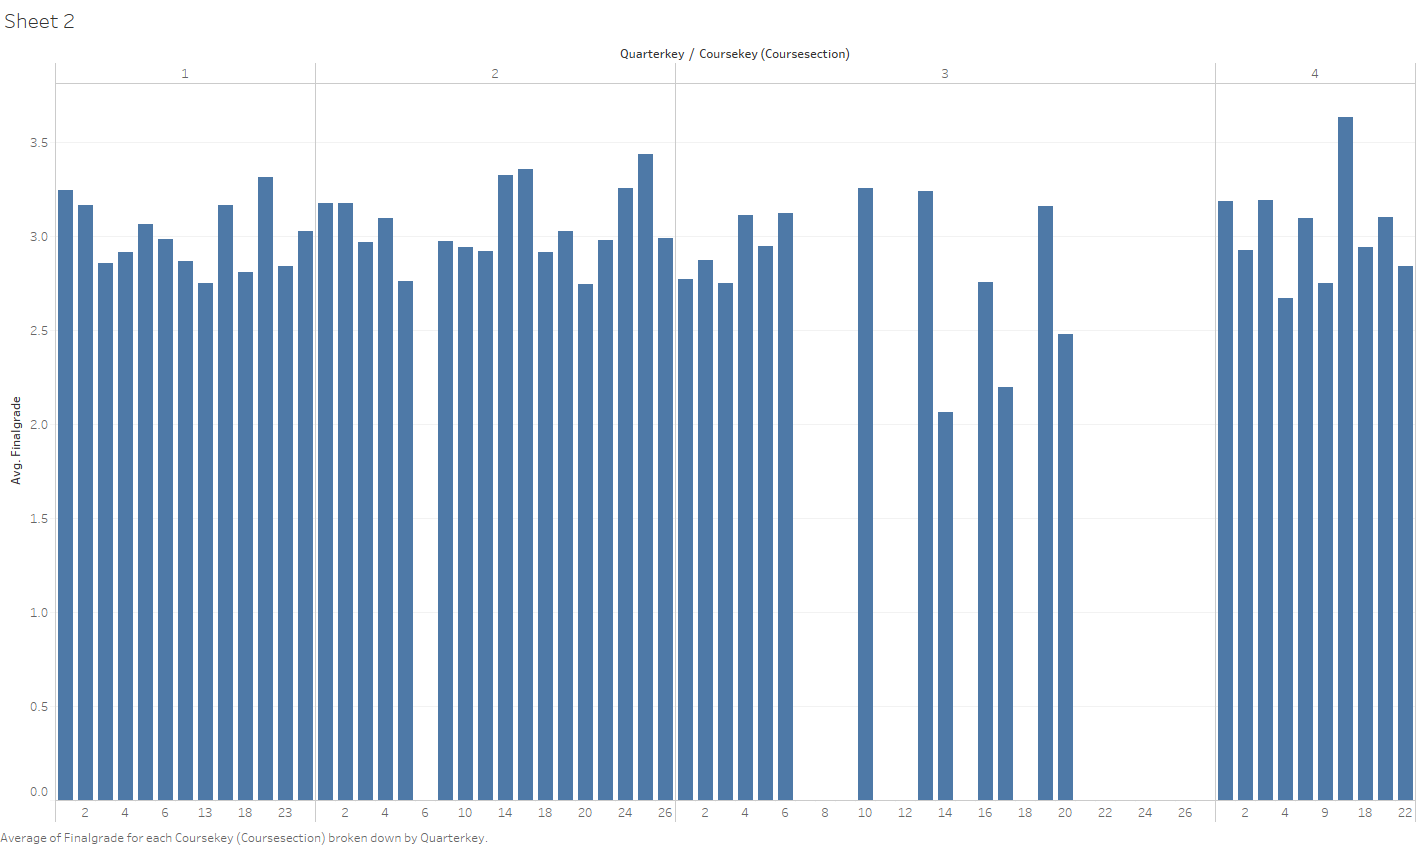 Sheet 2
Quarterkey / Coursekey (Coursesection)
1 2 3 4
Avg. Finalgrade
3.5
3.0
2.5
2.0
1.5
1.0
0.5
0.0
2 4 6 13 18 23 2 4 6 10 14 18 20 24 26 2 4 6 8 10 12 14 16 18 20 22 24 26 2 4 9 18 22
Average of Finalgrade for each Coursekey (Coursesection) broken down by Quarterkey.